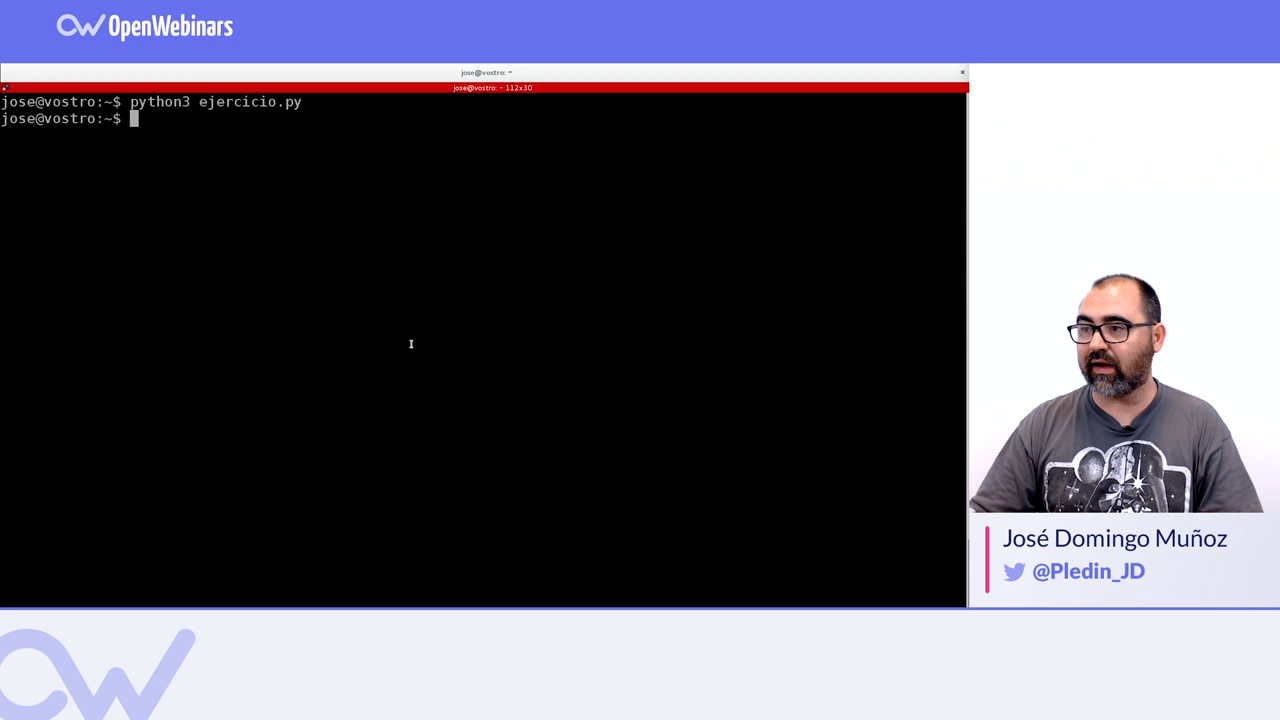 OpenWebinars
jose@vostro: ~
jose@vostro: ~ 112x30
jose@vostro:~$ python3 ejercicio.py
jose@vostro:~$
José Domingo Muñoz
@Pledin_JD